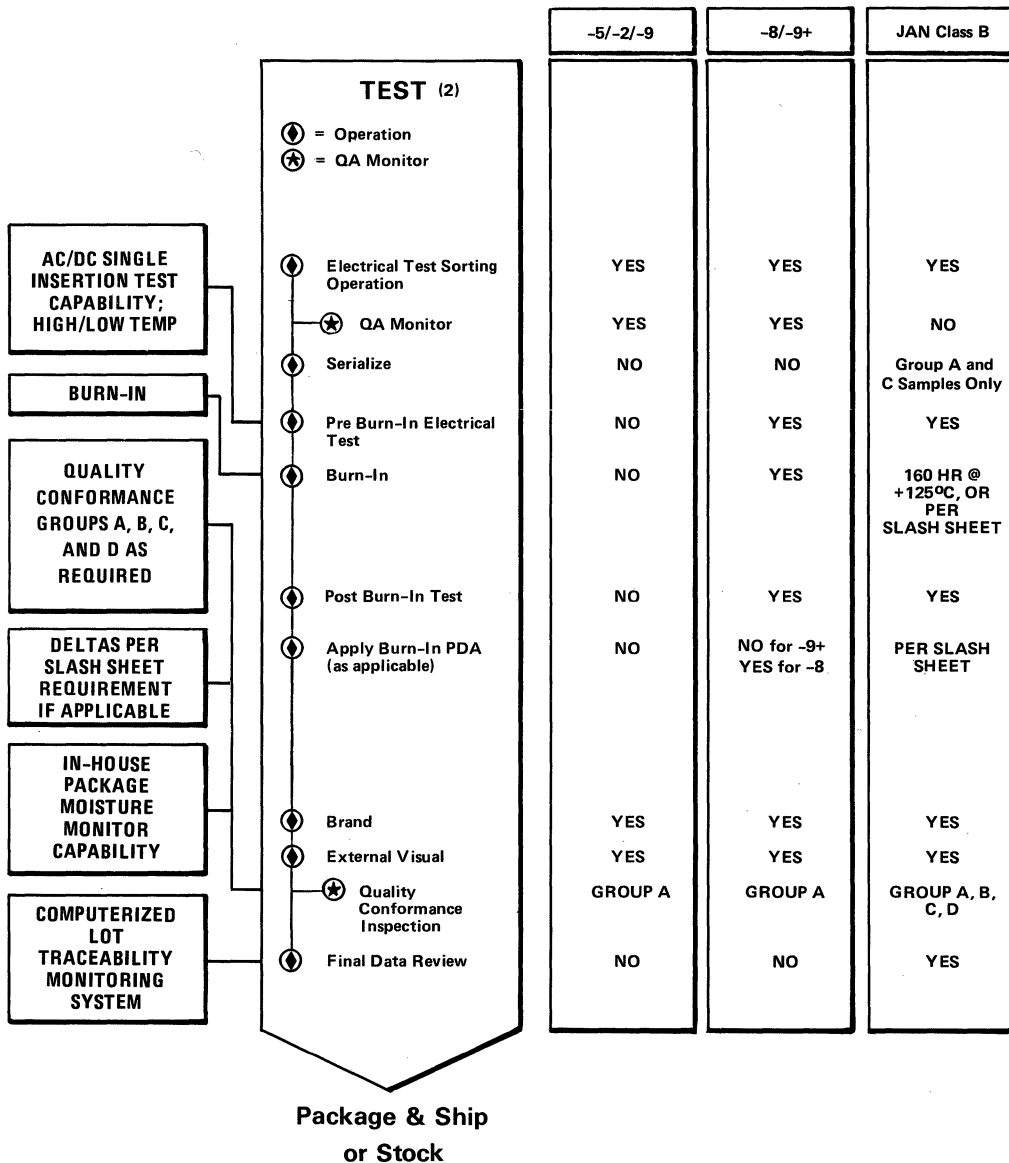 -5/-2/-9
-8/-9+
JAN Class B
TEST (2)
= Operation
= QA Monitor
AC/DC SINGLE
INSERTION TEST
CAPABILITY;
HIGH/LOW TEMP
BURN-IN
QUALITY
CONFORMANCE
GROUPS A, B, C,
AND D AS
REQUIRED
DELTAS PER
SLASH SHEET
REQUIREMENT
IF APPLICABLE
IN-HOUSE
PACKAGE
MOISTURE
MONITOR
CAPABILITY
COMPUTERIZED
LOT
TRACEABILITY
MONITORING
SYSTEM
Electrical Test Sorting
Operation
YES
YES
YES
QA Monitor
YES
YES
NO
Serialize
NO
NO
Group A and
C Samples Only
Pre Burn-In Electrical
Test
NO
YES
YES
Burn-In
NO
YES
160 HR @
+125ºC, OR
PER
SLASH SHEET
Post Burn-In Test
NO
YES
YES
Apply Burn-In PDA
(as applicable)
NO
NO for -9+
YES for -8
PER SLASH
SHEET
Brand
YES
YES
YES
External Visual
YES
YES
YES
Quality
Conformance
Inspection
GROUP A
GROUP A
GROUP A, B,
C, D
Final Data Review
NO
NO
YES
Package & Ship
or Stock